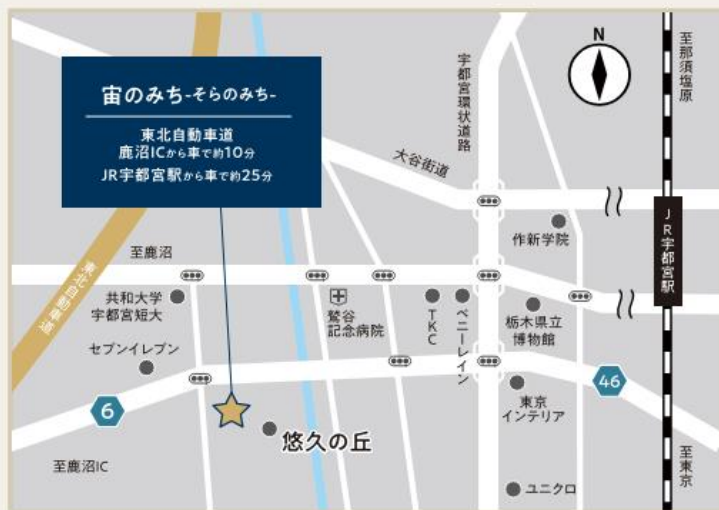 宙のみち-そらのみち-
東北自動車道
鹿沼ICから車で約10分
JR宇都宮駅から車で約25分
N
至那須塩原
宇都宮環状道路
大谷街道
作新学院
JR宇都宮駅
至鹿沼
東北自動車道
共和大学
宇都宮短大
鷲谷
記念病院
TKC
ペニーレイン
栃木県立
博物館
セブンイレブン
6
46
東京
インテリア
悠久の丘
至鹿沼IC
ユニクロ
至東京